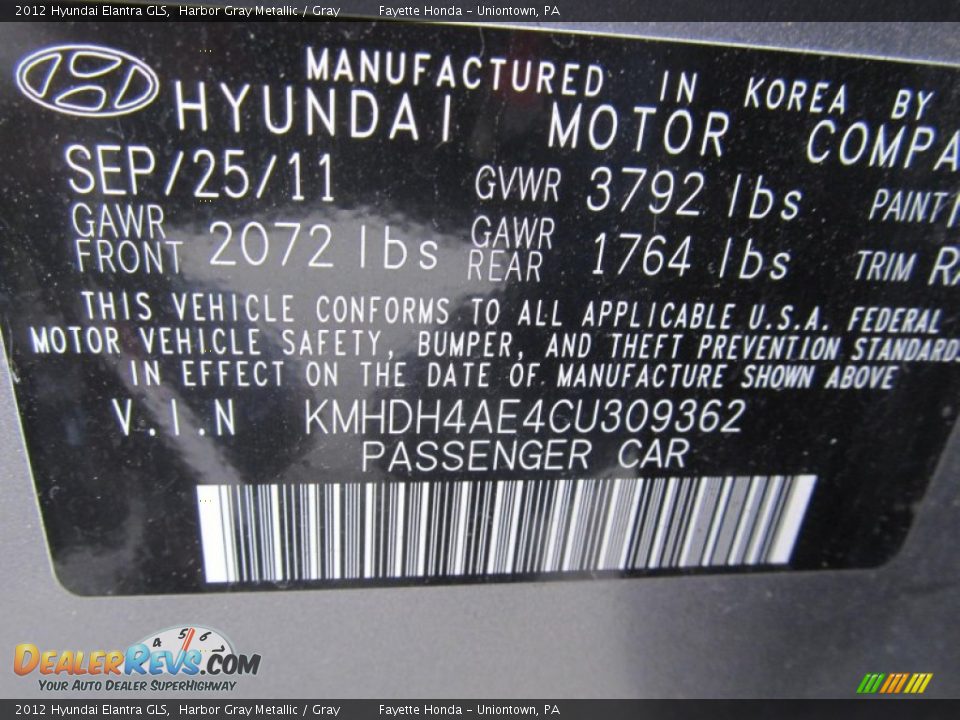 2012 Hyundai Elantra GLS, Harbor Gray Metallic / Gray Fayette Honda - Uniontown, PA
MANUFACTURED IN KOREA BY
HYUNDAI MOTOR COMPA
SEP/25/11 GVWR 3792 lbs PAINT
GAWR FRONT 2072 lbs GAWR REAR 1764 lbs TRIM
THIS VEHICLE CONFORMS TO ALL APPLICABLE U.S.A. FEDERAL
MOTOR VEHICLE SAFETY, BUMPER, AND THEFT PREVENTION STANDARDS
IN EFFECT ON THE DATE OF MANUFACTURE SHOWN ABOVE
V.I.N KMHDH4AE4CU309362
PASSENGER CAR
4 5 6
DEALERREVS.COM
YOUR AUTO DEALER SUPERHIGHWAY
2012 Hyundai Elantra GLS, Harbor Gray Metallic / Gray Fayette Honda - Uniontown, PA